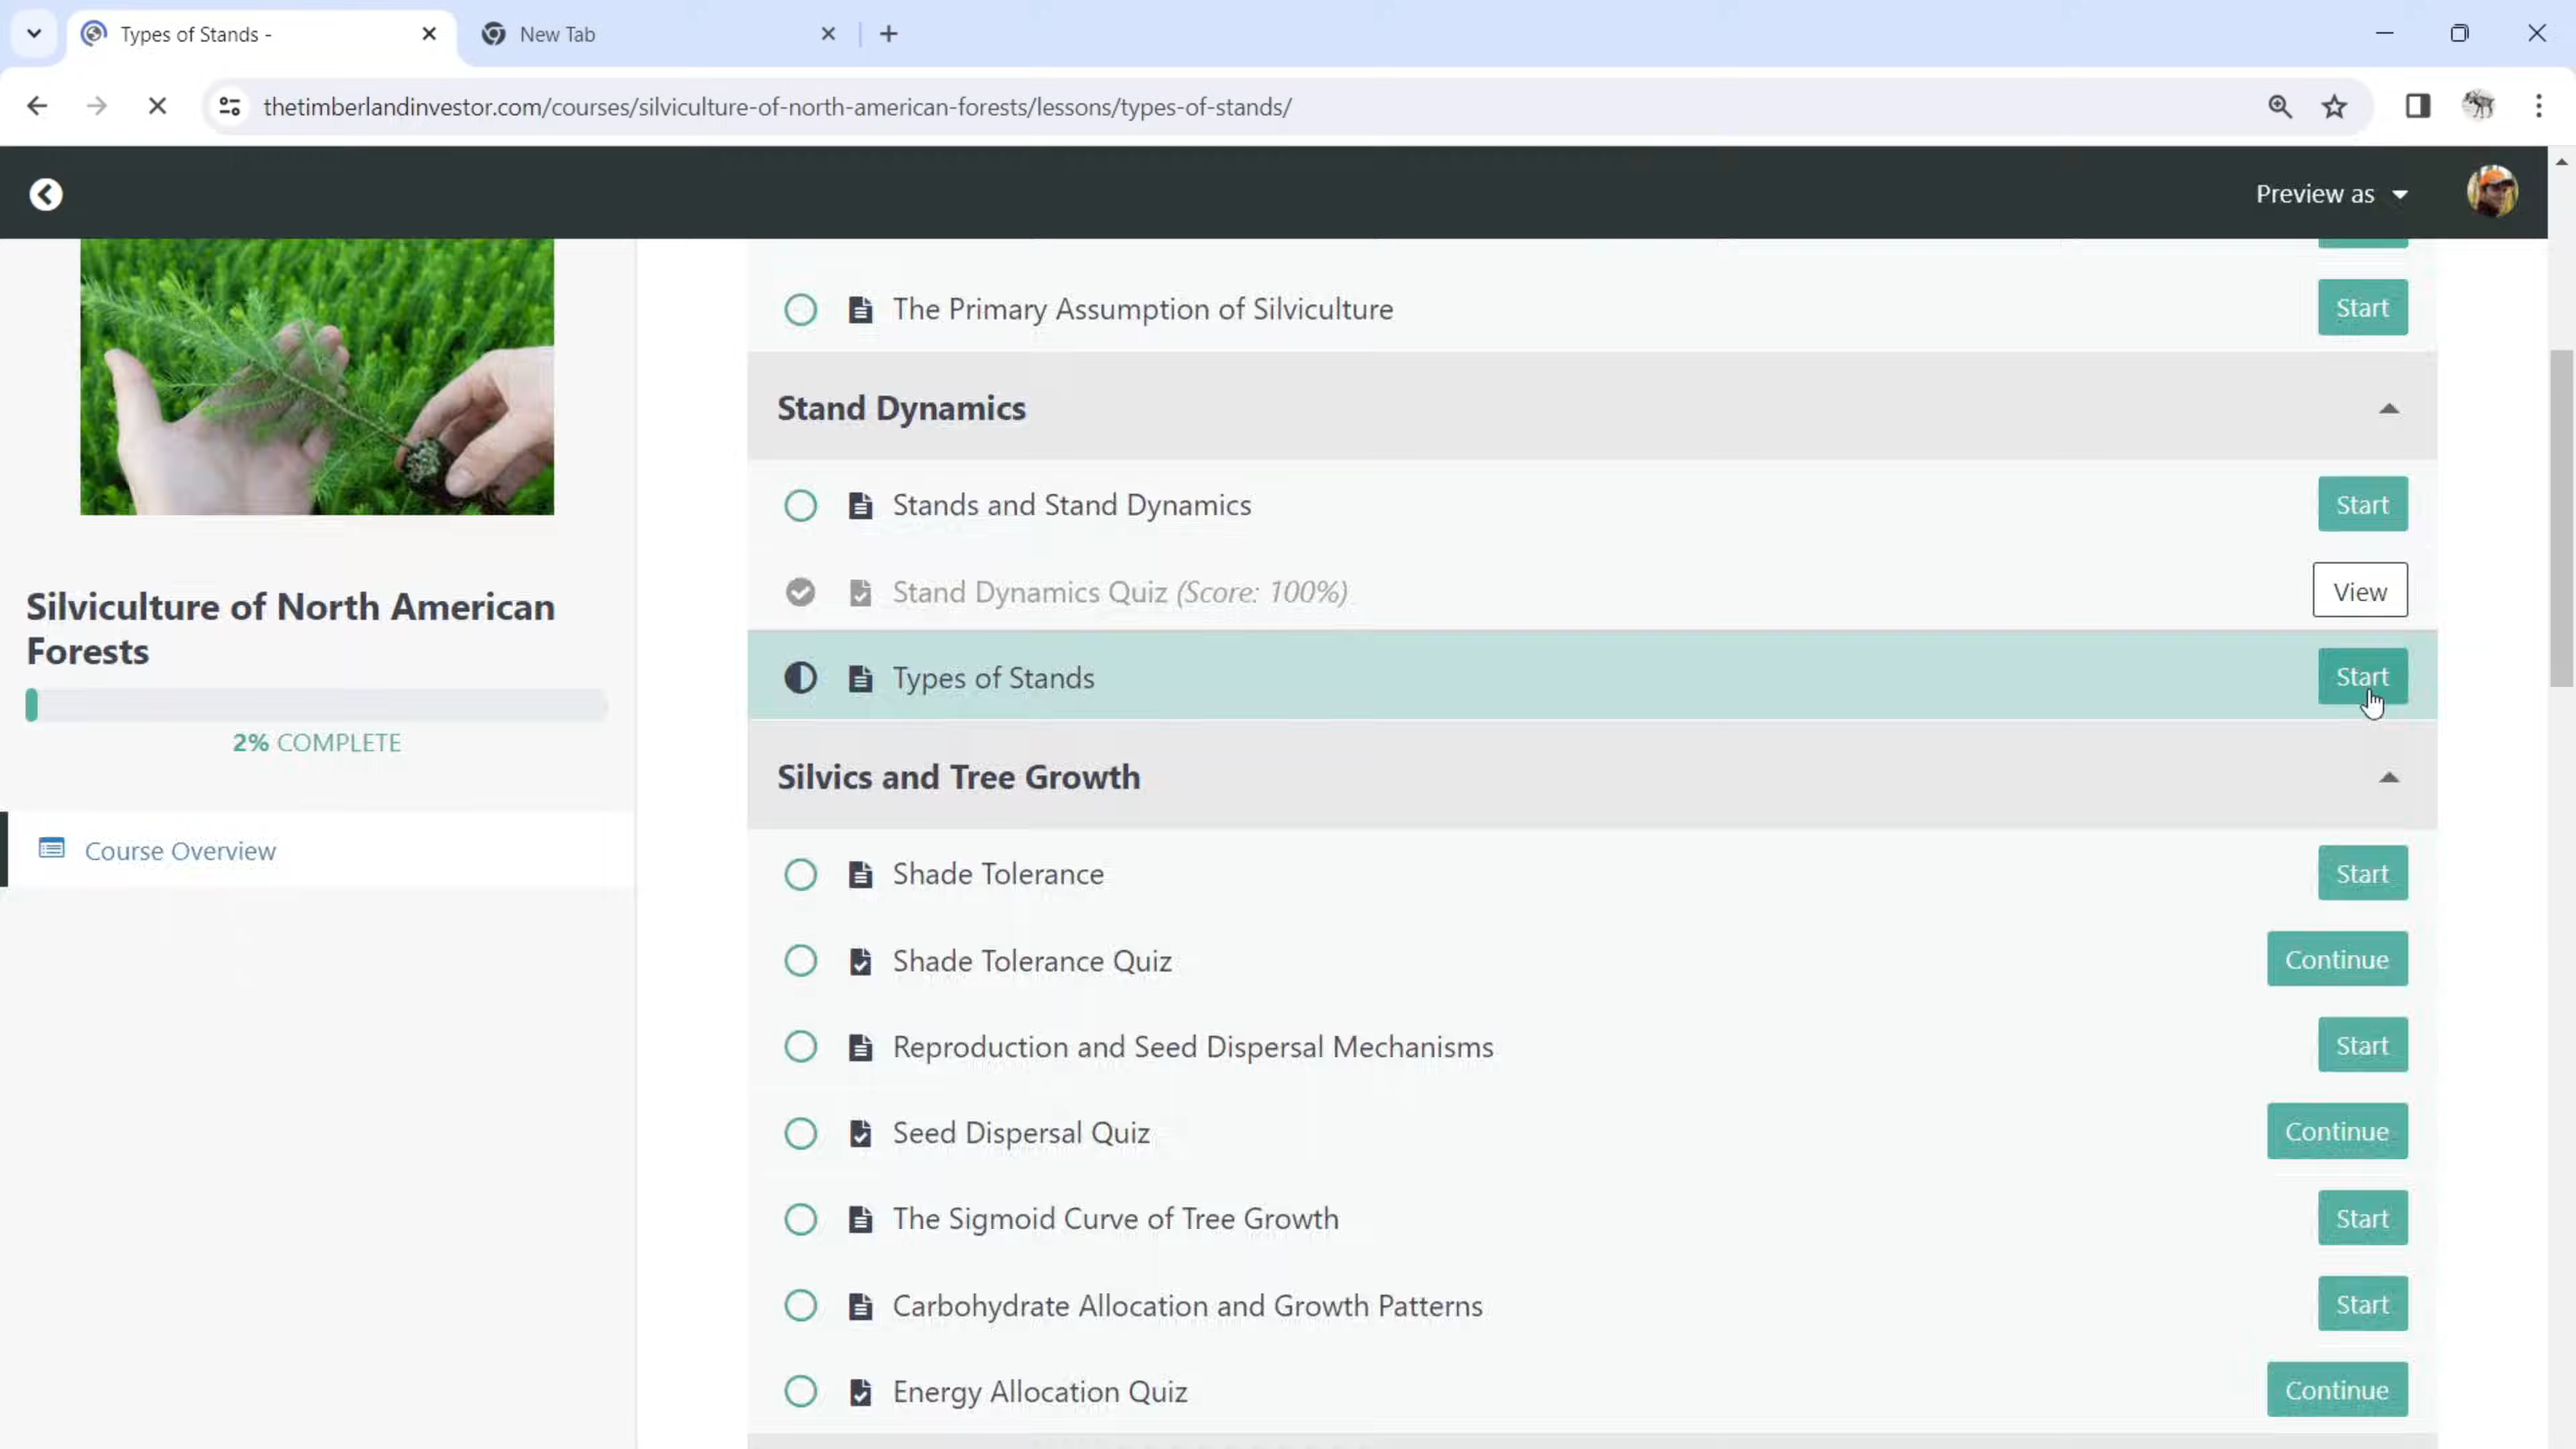 Types of Stands -
New Tab
thetimberlandinvestor.com/courses/silviculture-of-north-american-forests/lessons/types-of-stands/
Preview as
The Primary Assumption of Silviculture
Start
Stand Dynamics
Stands and Stand Dynamics
Start
Stand Dynamics Quiz (Score: 100%)
View
Types of Stands
Start
Silviculture of North American
Forests
2% COMPLETE
Course Overview
Silvics and Tree Growth
Shade Tolerance
Start
Shade Tolerance Quiz
Continue
Reproduction and Seed Dispersal Mechanisms
Start
Seed Dispersal Quiz
Continue
The Sigmoid Curve of Tree Growth
Start
Carbohydrate Allocation and Growth Patterns
Start
Energy Allocation Quiz
Continue